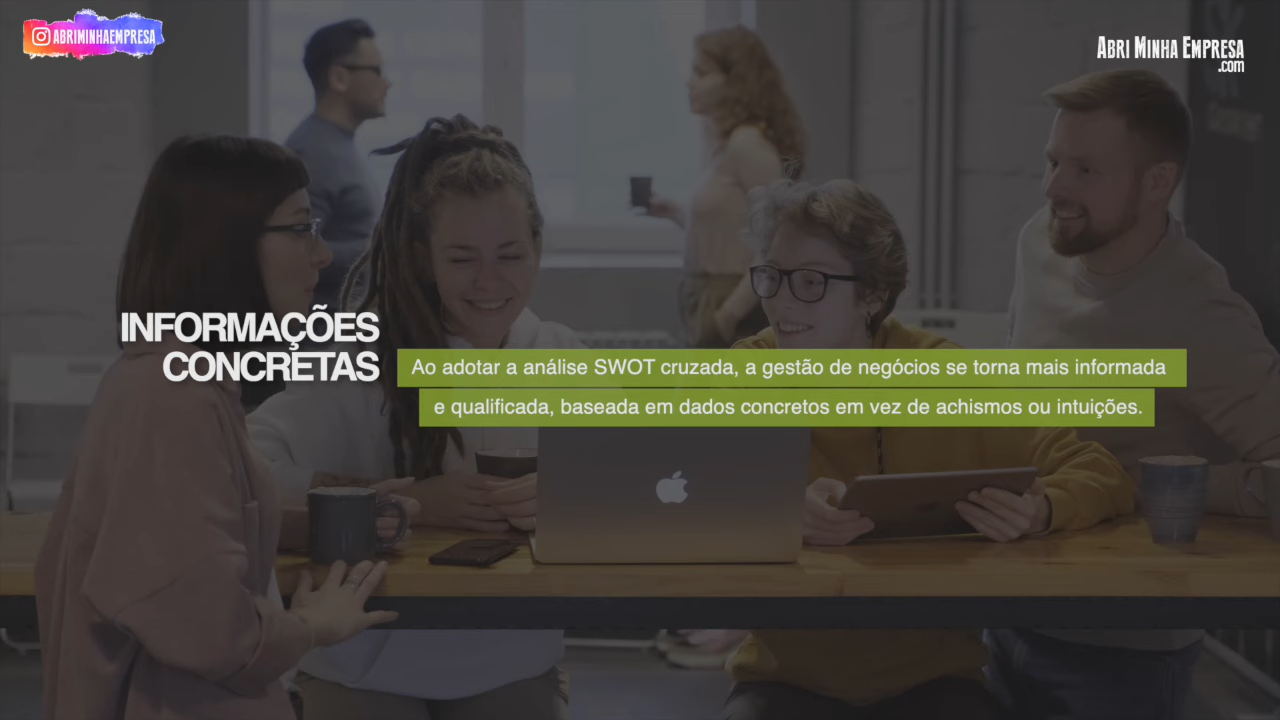 ABRIMINHAEMPRESA
ABRI MINHA EMPRESA
.COM
INFORMAÇÕES
CONCRETAS
Ao adotar a análise SWOT cruzada, a gestão de negócios se torna mais informada
e qualificada, baseada em dados concretos em vez de achismos ou intuições.